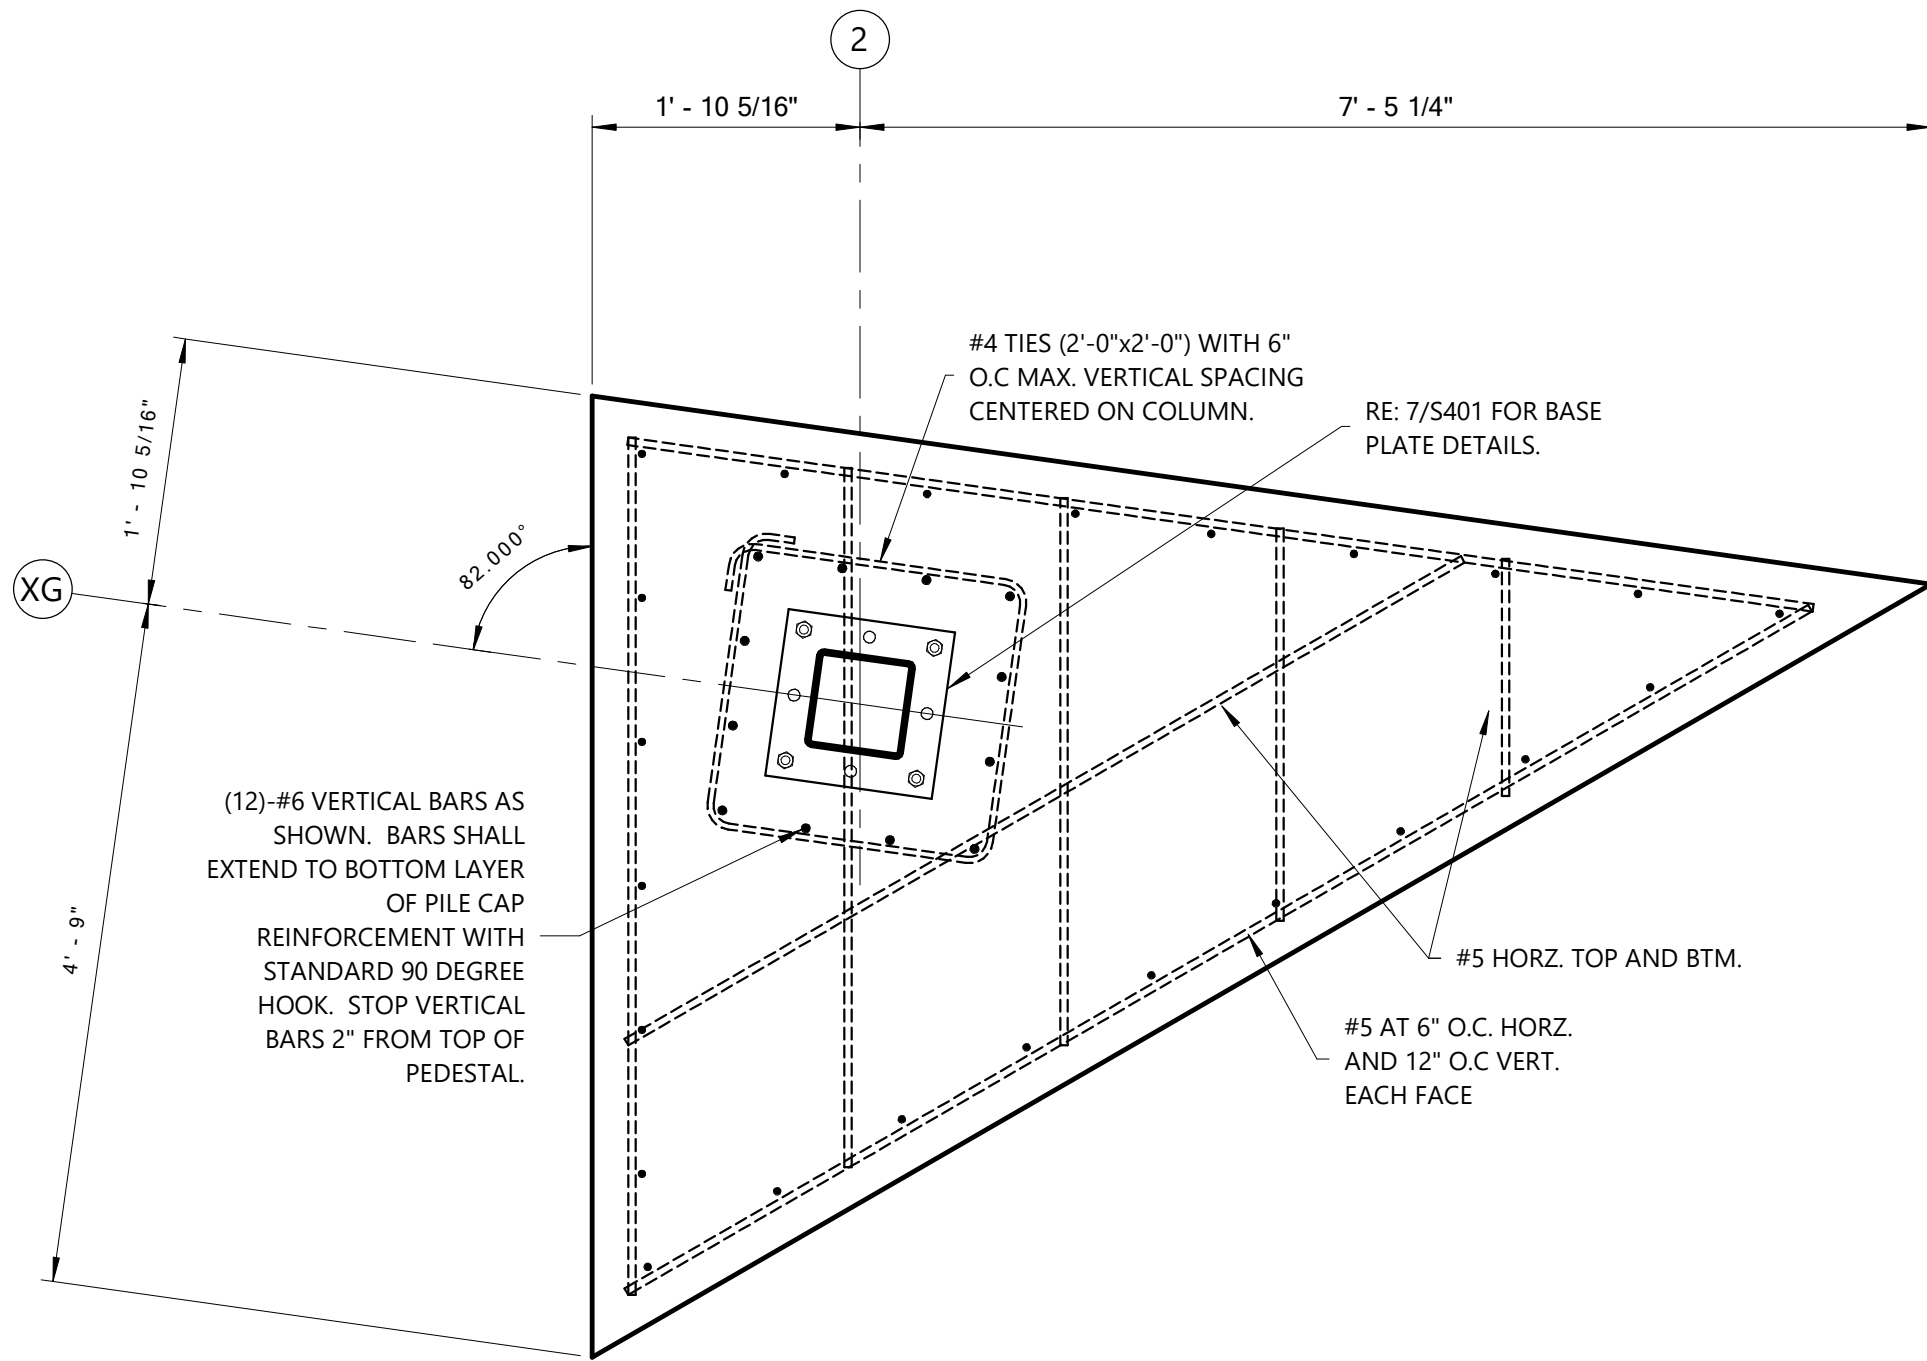 2
1' - 10 5/16"
7' - 5 1/4"
#4 TIES (2'-0"x2'-0") WITH 6"
O.C MAX. VERTICAL SPACING
CENTERED ON COLUMN.
RE: 7/S401 FOR BASE
PLATE DETAILS.
1' - 10 5/16"
82.000°
XG
(12)-#6 VERTICAL BARS AS
SHOWN. BARS SHALL
EXTEND TO BOTTOM LAYER
OF PILE CAP
REINFORCEMENT WITH
STANDARD 90 DEGREE
HOOK. STOP VERTICAL
BARS 2" FROM TOP OF
PEDESTAL.
4' - 9"
#5 HORZ. TOP AND BTM.
#5 AT 6" O.C. HORZ.
AND 12" O.C VERT.
EACH FACE